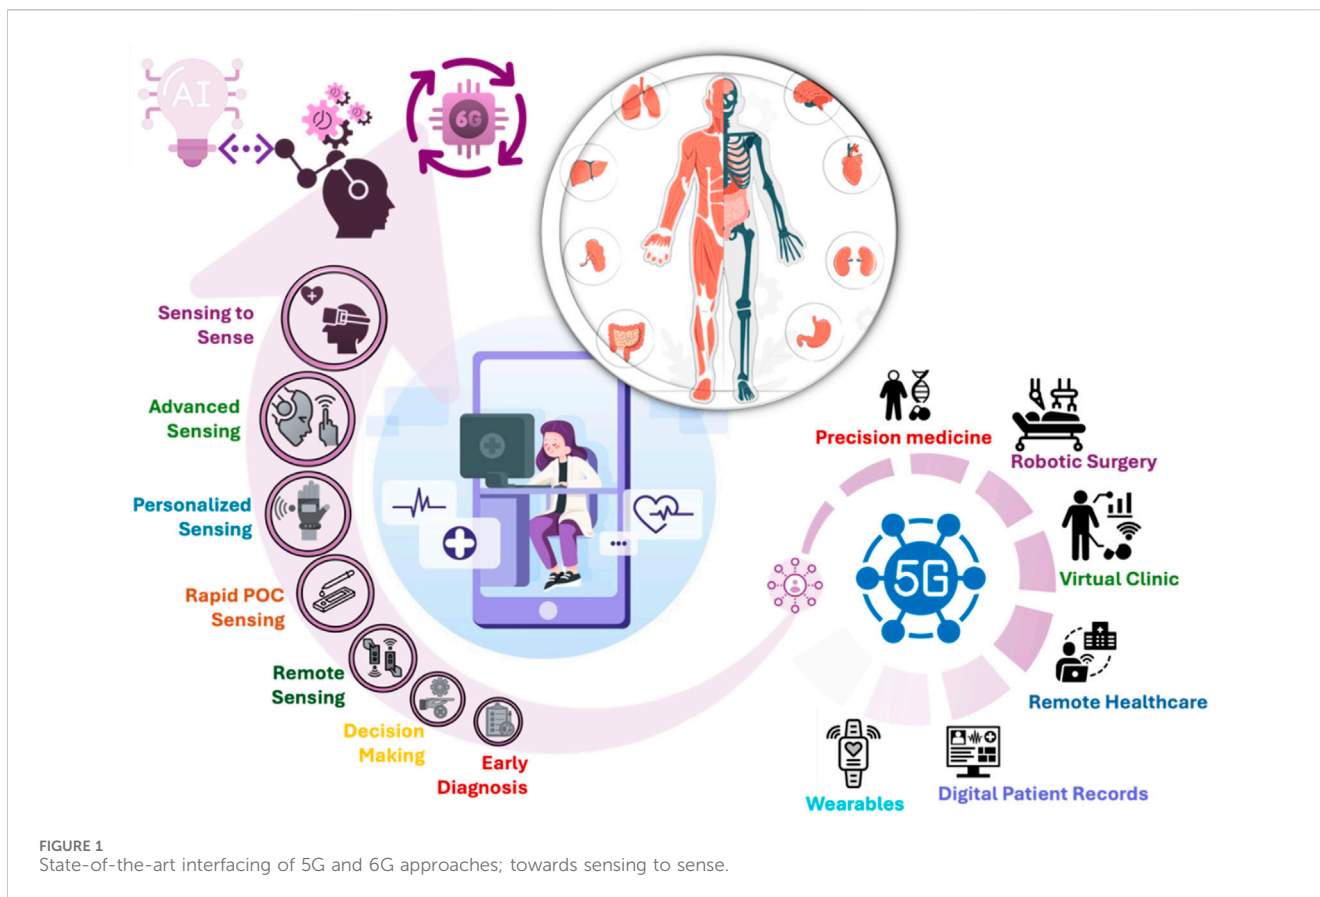 AI
6G
Sensing to
Sense
Advanced
Sensing
Personalized
Sensing
Rapid POC
Sensing
Remote
Sensing
Decision
Making
Early
Diagnosis
Precision medicine
Robotic Surgery
5G
Virtual Clinic
Remote Healthcare
Wearables
Digital Patient Records
FIGURE 1
State-of-the-art interfacing of 5G and 6G approaches; towards sensing to sense.